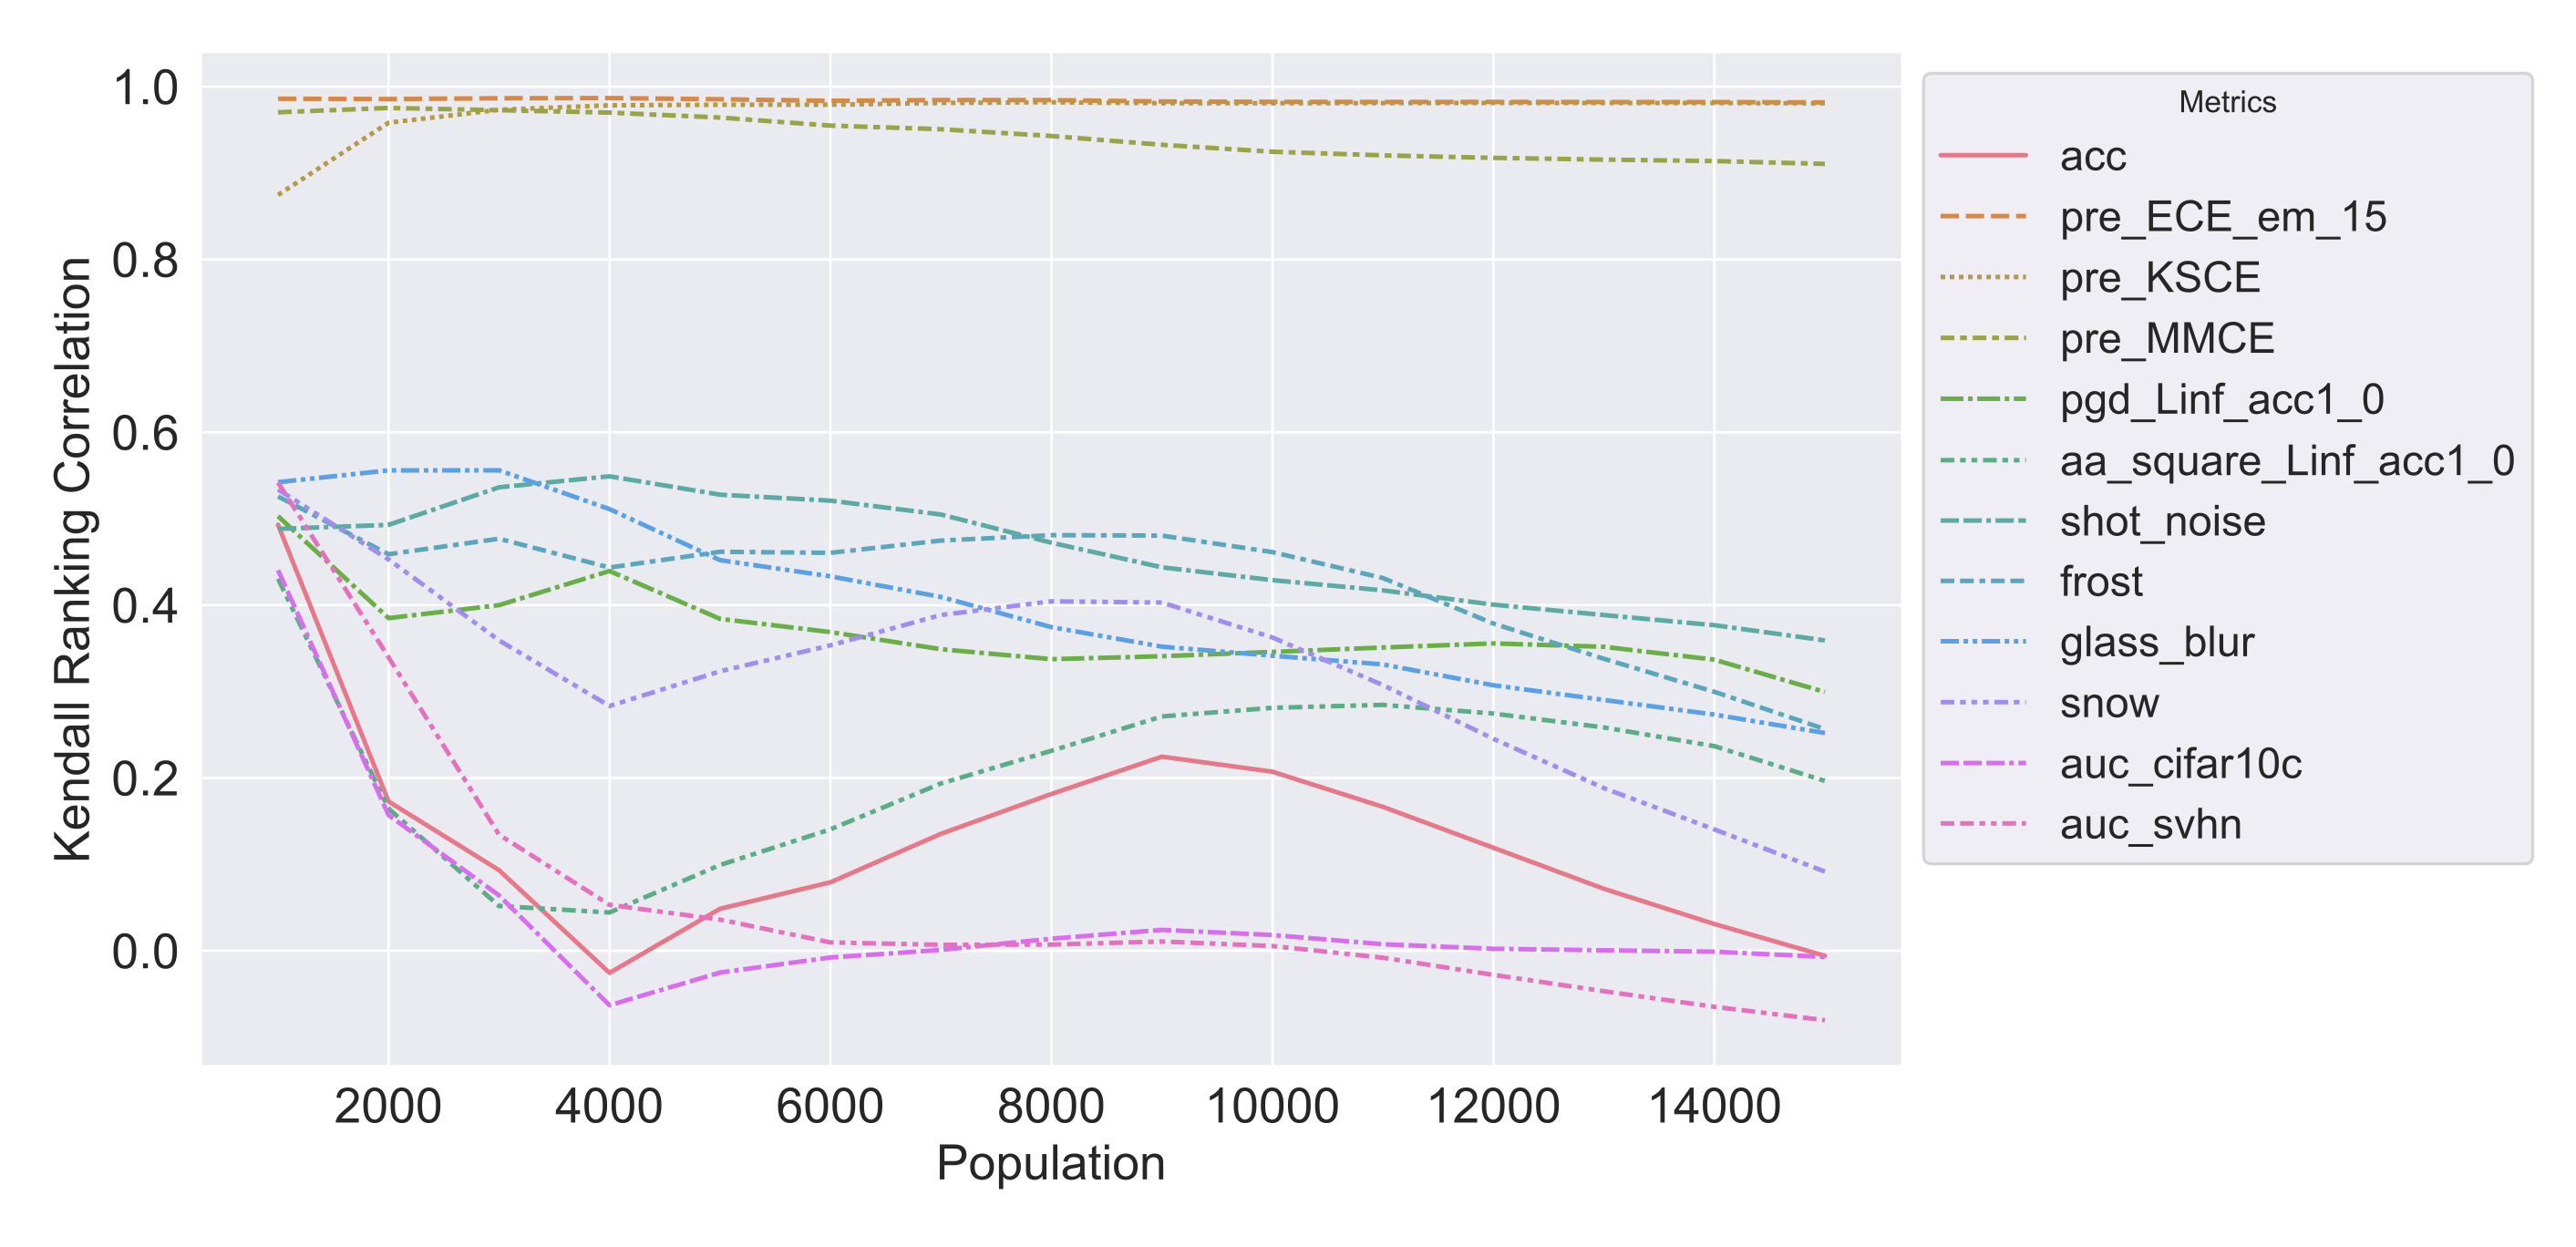 1.0
0.8
0.6
0.4
0.2
0.0
Kendall Ranking Correlation
2000 4000 6000 8000 10000 12000 14000
Population
Metrics
acc
pre_ECE_em_15
pre_KSCE
pre_MMCE
pgd_Linf_acc1_0
aa_square_Linf_acc1_0
shot_noise
frost
glass_blur
snow
auc_cifar10c
auc_svhn